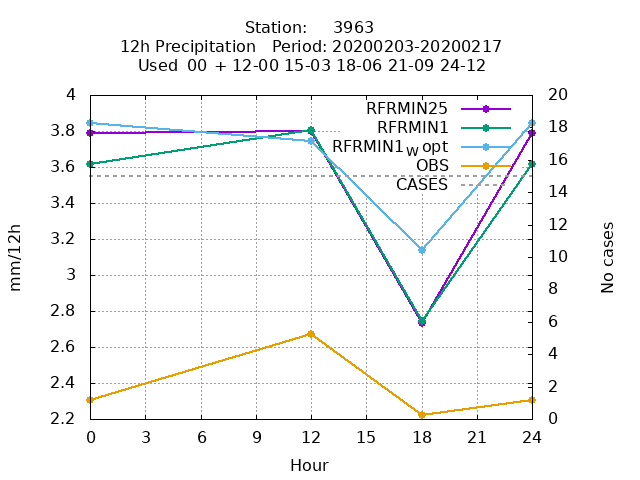 Station:     3963
12h Precipitation   Period: 20200203-20200217
Used  00 + 12-00 15-03 18-06 21-09 24-12
4
3.8
3.6
3.4
3.2
3
2.8
2.6
2.4
2.2
mm/12h
RFRMIN25
RFRMIN1
RFRMIN1w opt
OBS
CASES
20
18
16
14
12
10
8
6
4
2
0
No cases
0 3 6 9 12 15 18 21 24
Hour